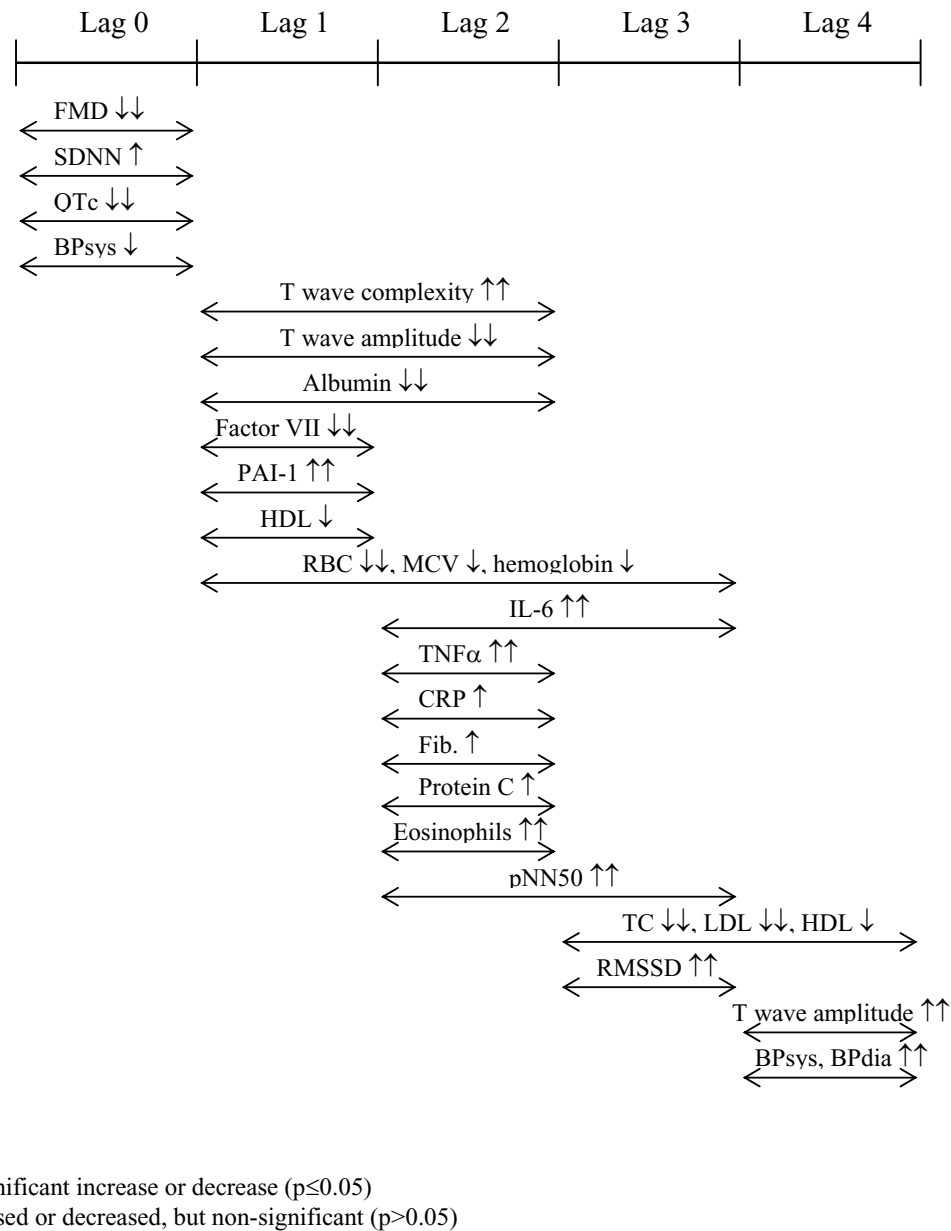 Lag 0 Lag 1 Lag 2 Lag 3 Lag 4
FMD ↓↓
SDNN ↑
QTc ↓↓
BPsys ↓
T wave complexity ↑↑
T wave amplitude ↓↓
Albumin ↓↓
Factor VII ↓↓
PAI-1 ↑↑
HDL ↓
RBC ↓↓, MCV ↓, hemoglobin ↓
IL-6 ↑↑
TNFα ↑↑
CRP ↑
Fib. ↑
Protein C ↑
Eosinophils ↑↑
pNN50 ↑↑
TC ↓↓, LDL ↓↓, HDL ↓
RMSSD ↑↑
T wave amplitude ↑↑
BPsys, BPdia ↑↑
nificant increase or decrease (p≤0.05)
sed or decreased, but non-significant (p>0.05)